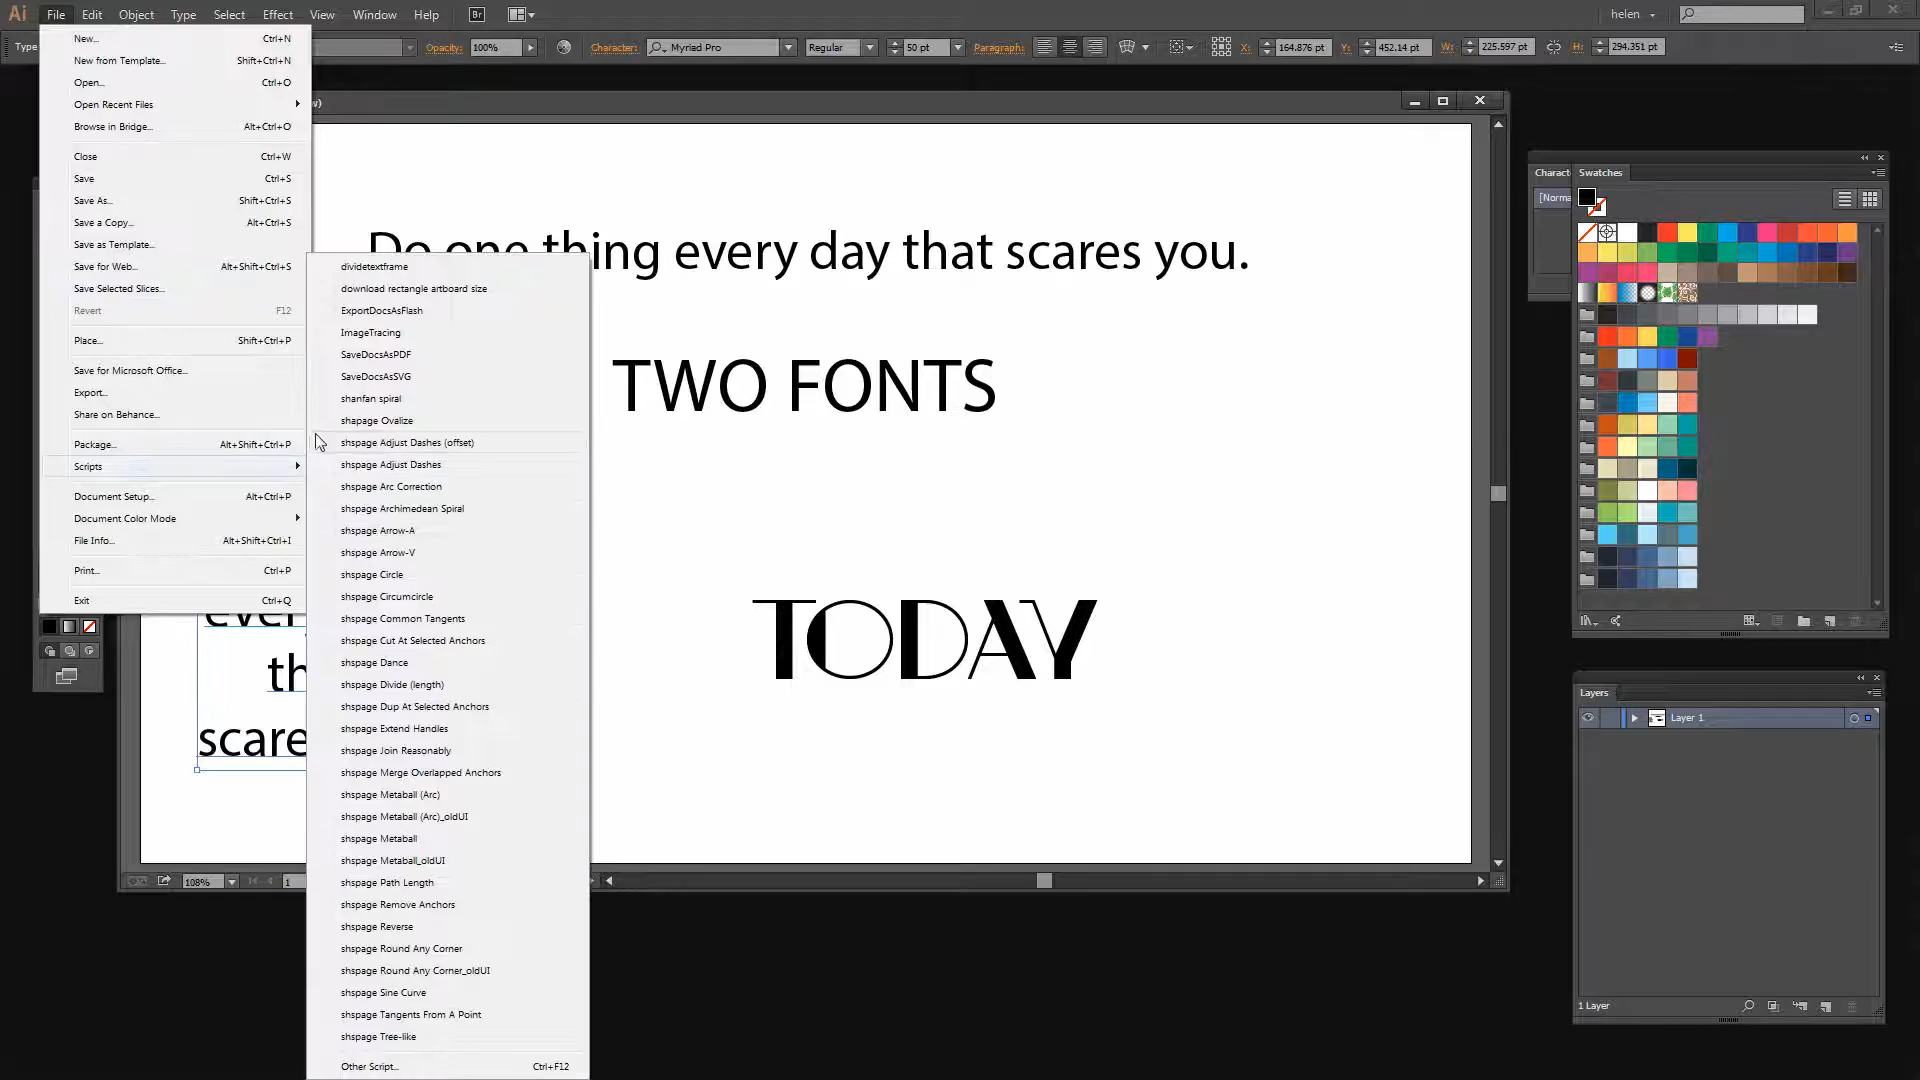 Ai File Edit Object Type Select Effect View Window Help Br helen
Type Opacity: 100% Character: Myriad Pro Regular 50 pt Paragraph: X: 164.876 pt Y: 452.14 pt W: 225.597 pt H: 294.351 pt
New... Ctrl+N
New from Template... Shift+Ctrl+N
Open... Ctrl+O
Open Recent Files
Browse in Bridge... Alt+Ctrl+O
Close Ctrl+W
Save Ctrl+S
Save As... Shift+Ctrl+S
Save a Copy... Alt+Ctrl+S
Save as Template...
Save for Web... Alt+Shift+Ctrl+S
Save Selected Slices...
Revert F12
Place... Shift+Ctrl+P
Save for Microsoft Office...
Export...
Share on Behance...
Package... Alt+Shift+Ctrl+P
Scripts
Document Setup... Alt+Ctrl+P
Document Color Mode
File Info... Alt+Shift+Ctrl+I
Print... Ctrl+P
Exit Ctrl+Q
dividetextframe
download rectangle artboard size
ExportDocsAsFlash
ImageTracing
SaveDocsAsPDF
SaveDocsAsSVG
shanfan spiral
shapage Ovalize
shspage Adjust Dashes (offset)
shspage Adjust Dashes
shspage Arc Correction
shspage Archimedean Spiral
shspage Arrow-A
shspage Arrow-V
shspage Circle
shspage Circumcircle
shspage Common Tangents
shspage Cut At Selected Anchors
shspage Dance
shspage Divide (length)
shspage Dup At Selected Anchors
shspage Extend Handles
shspage Join Reasonably
shspage Merge Overlapped Anchors
shspage Metaball (Arc)
shspage Metaball (Arc)_oldUI
shspage Metaball
shspage Metaball_oldUI
shspage Path Length
shspage Remove Anchors
shspage Reverse
shspage Round Any Corner
shspage Round Any Corner_oldUI
shspage Sine Curve
shspage Tangents From A Point
shspage Tree-like
Other Script... Ctrl+F12
w)
Do one thing every day that scares you.
TWO FONTS
TODAY
ever
th
scare
108% 1
Charact Swatches
[Norma
Layers
Layer 1
1 Layer